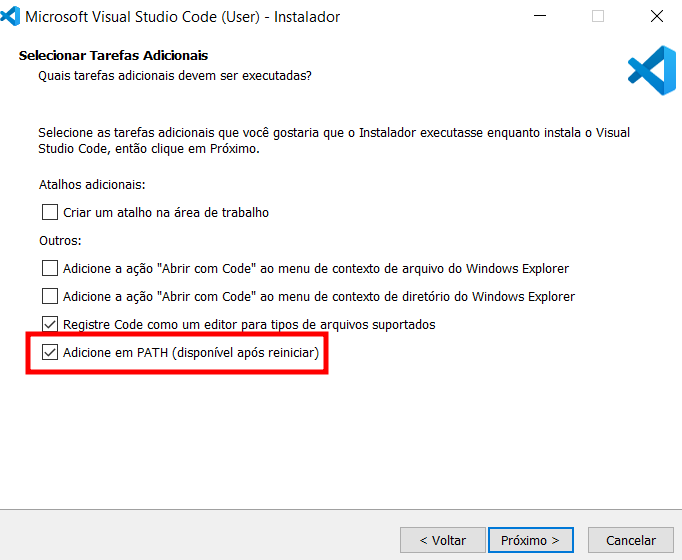 Microsoft Visual Studio Code (User) - Instalador
Selecionar Tarefas Adicionais
Quais tarefas adicionais devem ser executadas?
Selecione as tarefas adicionais que você gostaria que o Instalador executasse enquanto instala o Visual
Studio Code, então clique em Próximo.
Atalhos adicionais:
Criar um atalho na área de trabalho
Outros:
Adicione a ação "Abrir com Code" ao menu de contexto de arquivo do Windows Explorer
Adicione a ação "Abrir com Code" ao menu de contexto de diretório do Windows Explorer
Registre Code como um editor para tipos de arquivos suportados
Adicione em PATH (disponível após reiniciar)
< Voltar
Próximo >
Cancelar